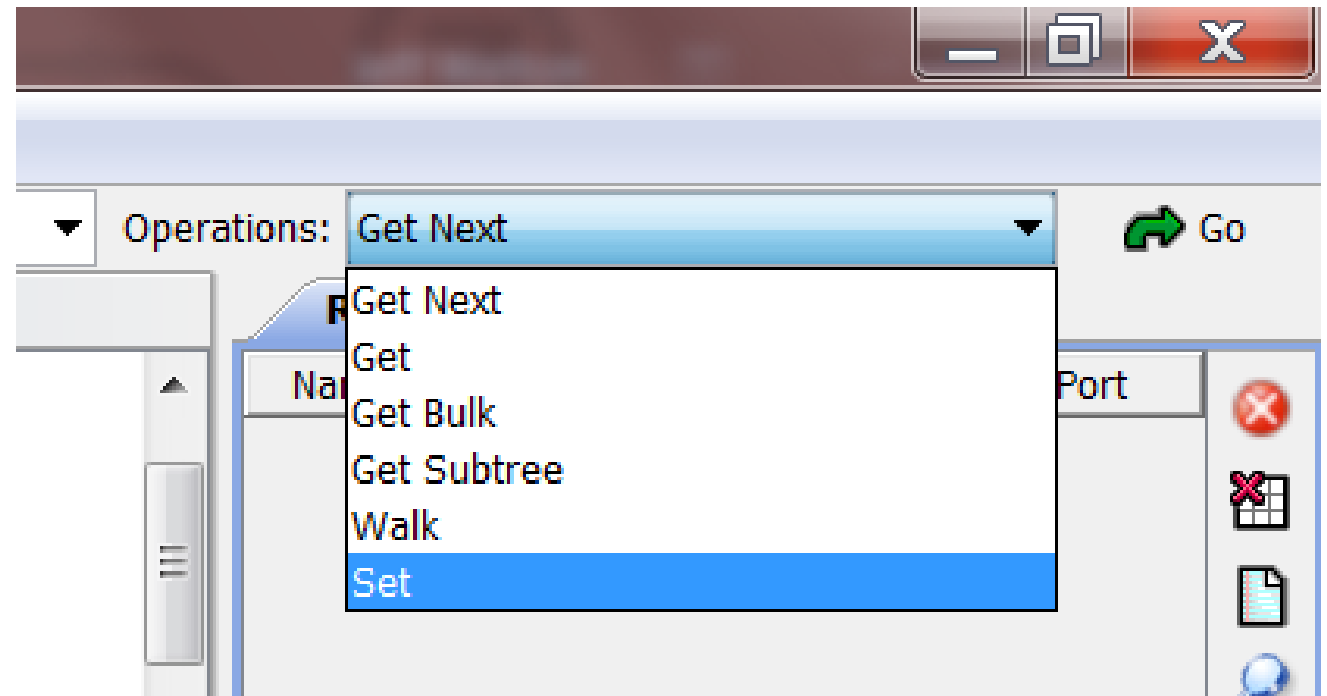 Operations: Get Next Go
Get Next
Get
Get Bulk
Get Subtree
Walk
Set
Port